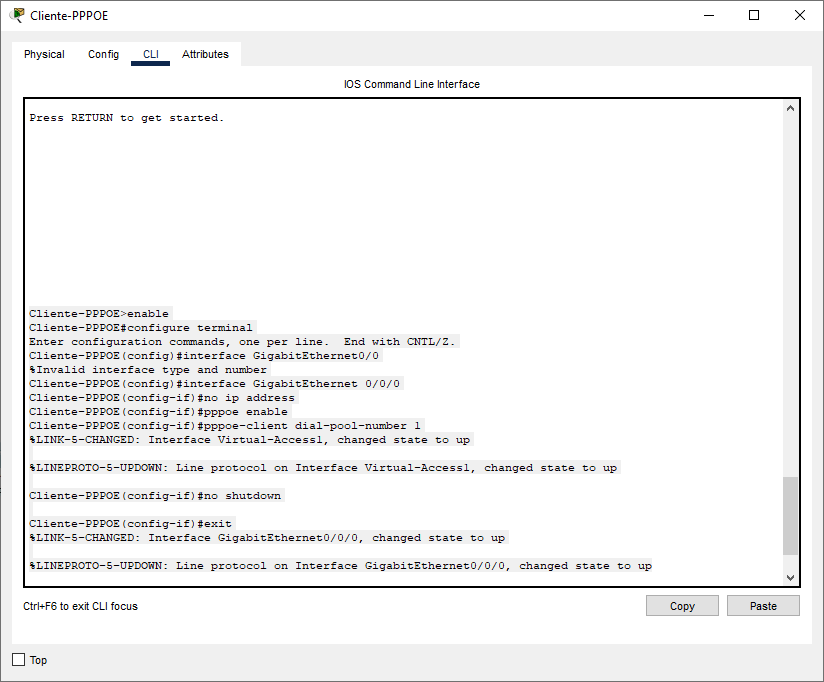 Cliente-PPPOE
Physical Config CLI Attributes
IOS Command Line Interface
Press RETURN to get started.
Cliente-PPPOE>enable
Cliente-PPPOE#configure terminal
Enter configuration commands, one per line.  End with CNTL/Z.
Cliente-PPPOE(config)#interface GigabitEthernet0/0
%Invalid interface type and number
Cliente-PPPOE(config)#interface GigabitEthernet 0/0/0
Cliente-PPPOE(config-if)#no ip address
Cliente-PPPOE(config-if)#pppoe enable
Cliente-PPPOE(config-if)#pppoe-client dial-pool-number 1
%LINK-5-CHANGED: Interface Virtual-Access1, changed state to up
%LINEPROTO-5-UPDOWN: Line protocol on Interface Virtual-Access1, changed state to up
Cliente-PPPOE(config-if)#no shutdown
Cliente-PPPOE(config-if)#exit
%LINK-5-CHANGED: Interface GigabitEthernet0/0/0, changed state to up
%LINEPROTO-5-UPDOWN: Line protocol on Interface GigabitEthernet0/0/0, changed state to up
Ctrl+F6 to exit CLI focus
Copy Paste
Top